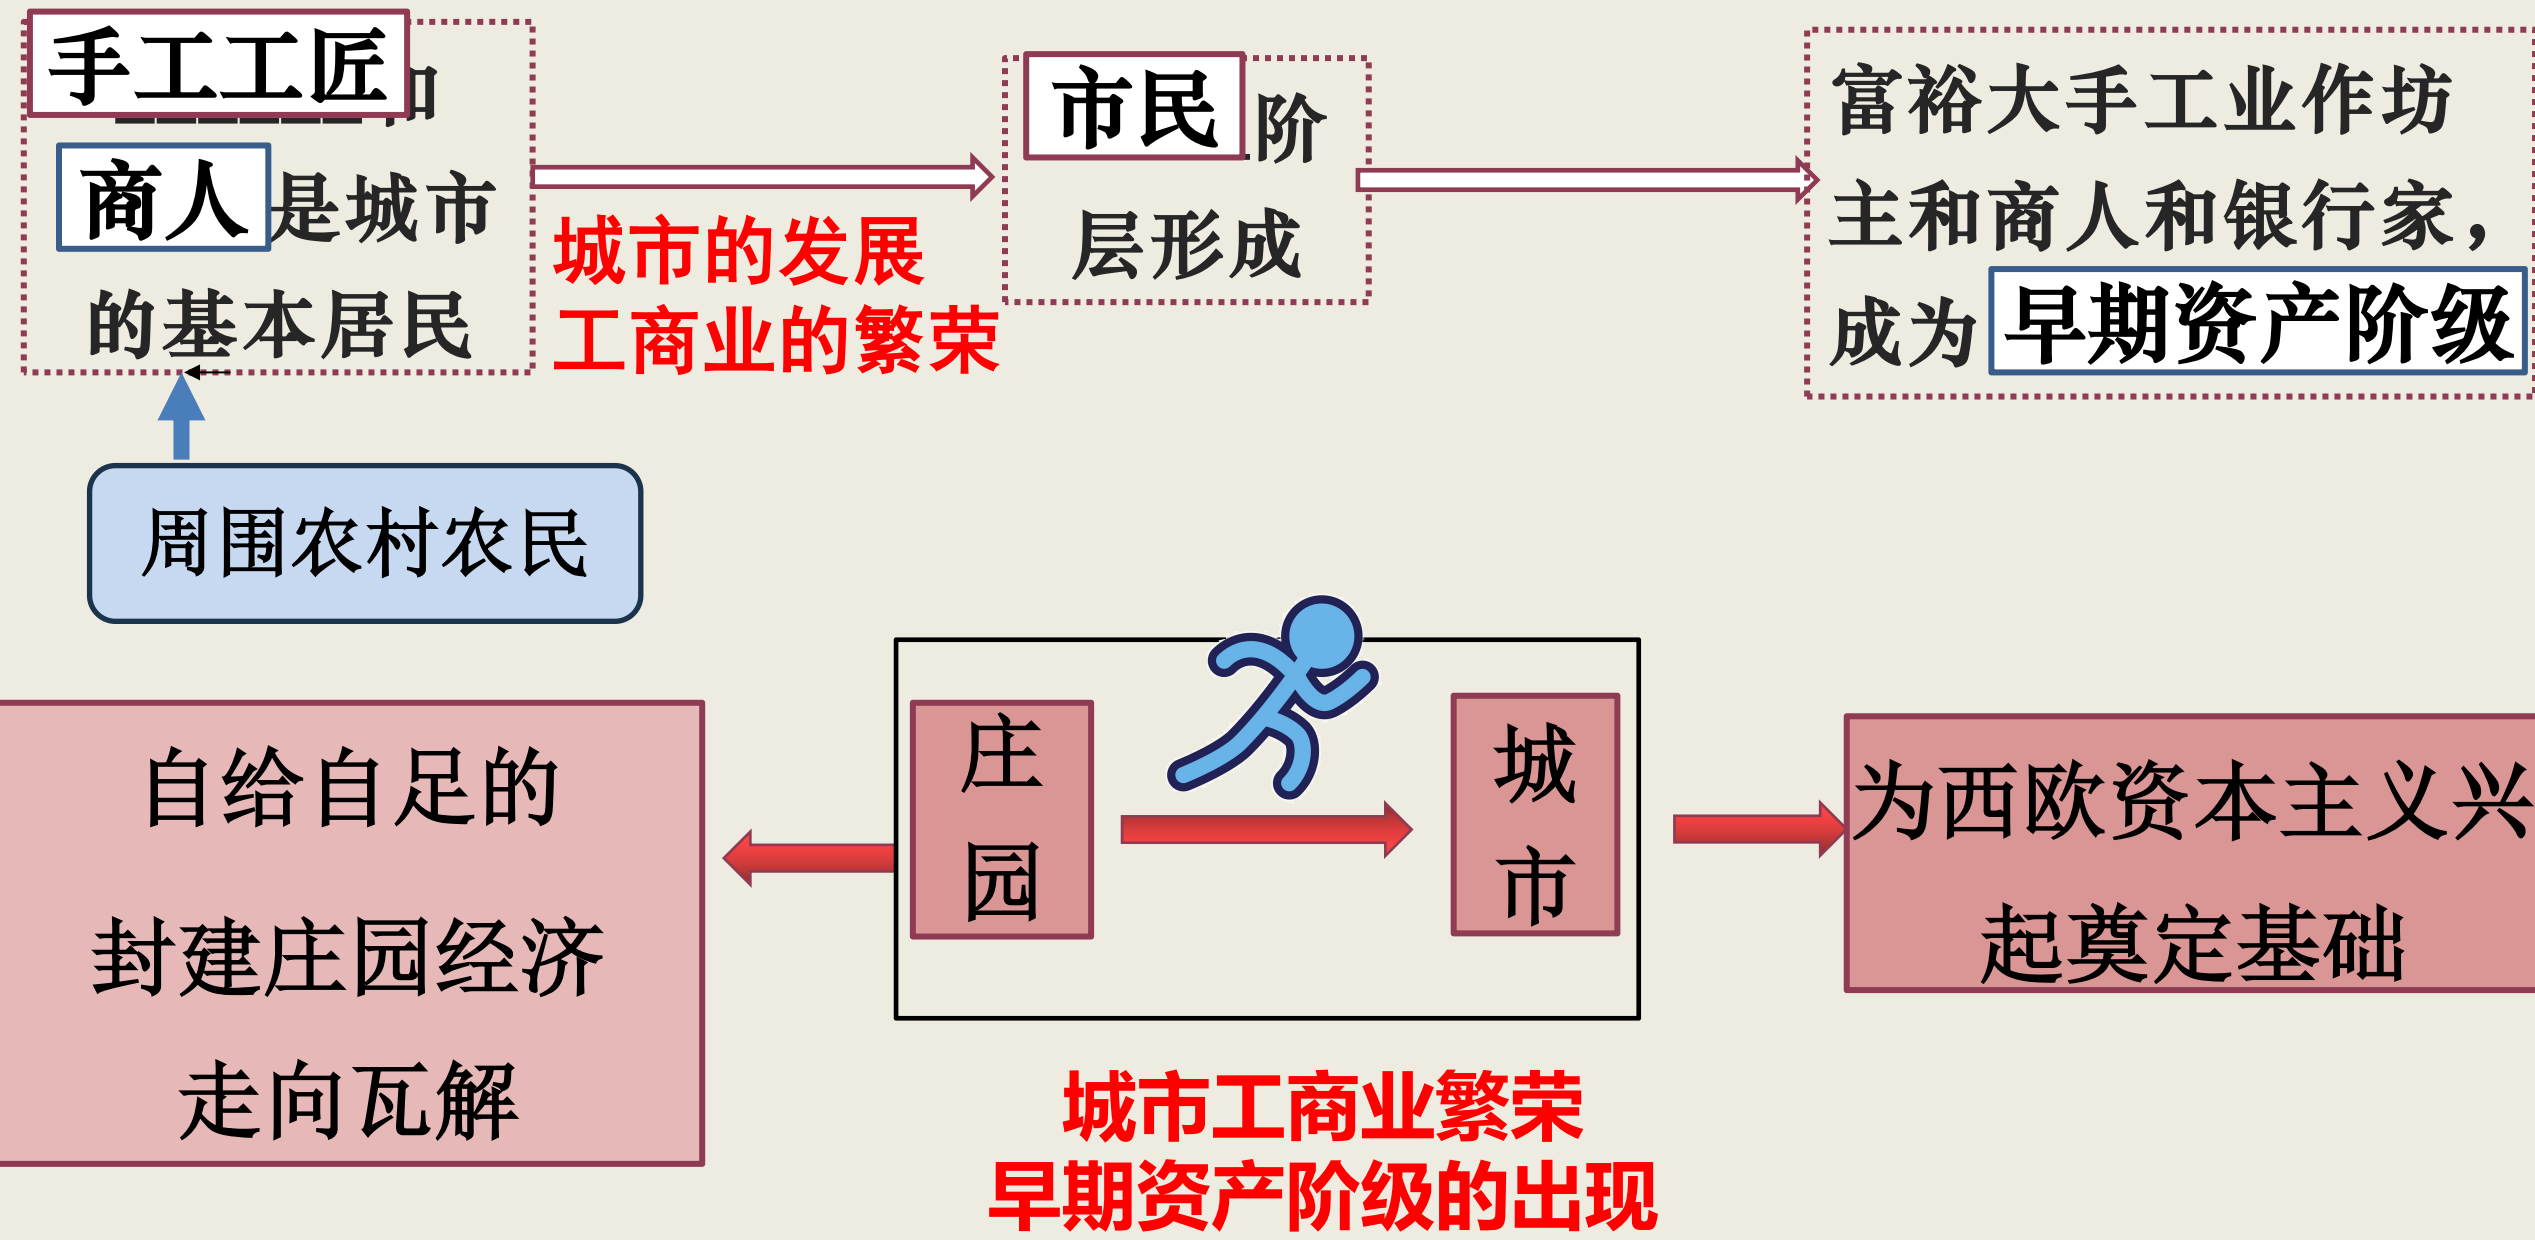 手工工匠和
商人是城市
的基本居民
城市的发展
工商业的繁荣
市民阶
层形成
富裕大手工业作坊
主和商人和银行家，
成为早期资产阶级
周围农村农民
自给自足的
封建庄园经济
走向瓦解
庄
园
城
市
为西欧资本主义兴
起奠定基础
城市工商业繁荣
早期资产阶级的出现